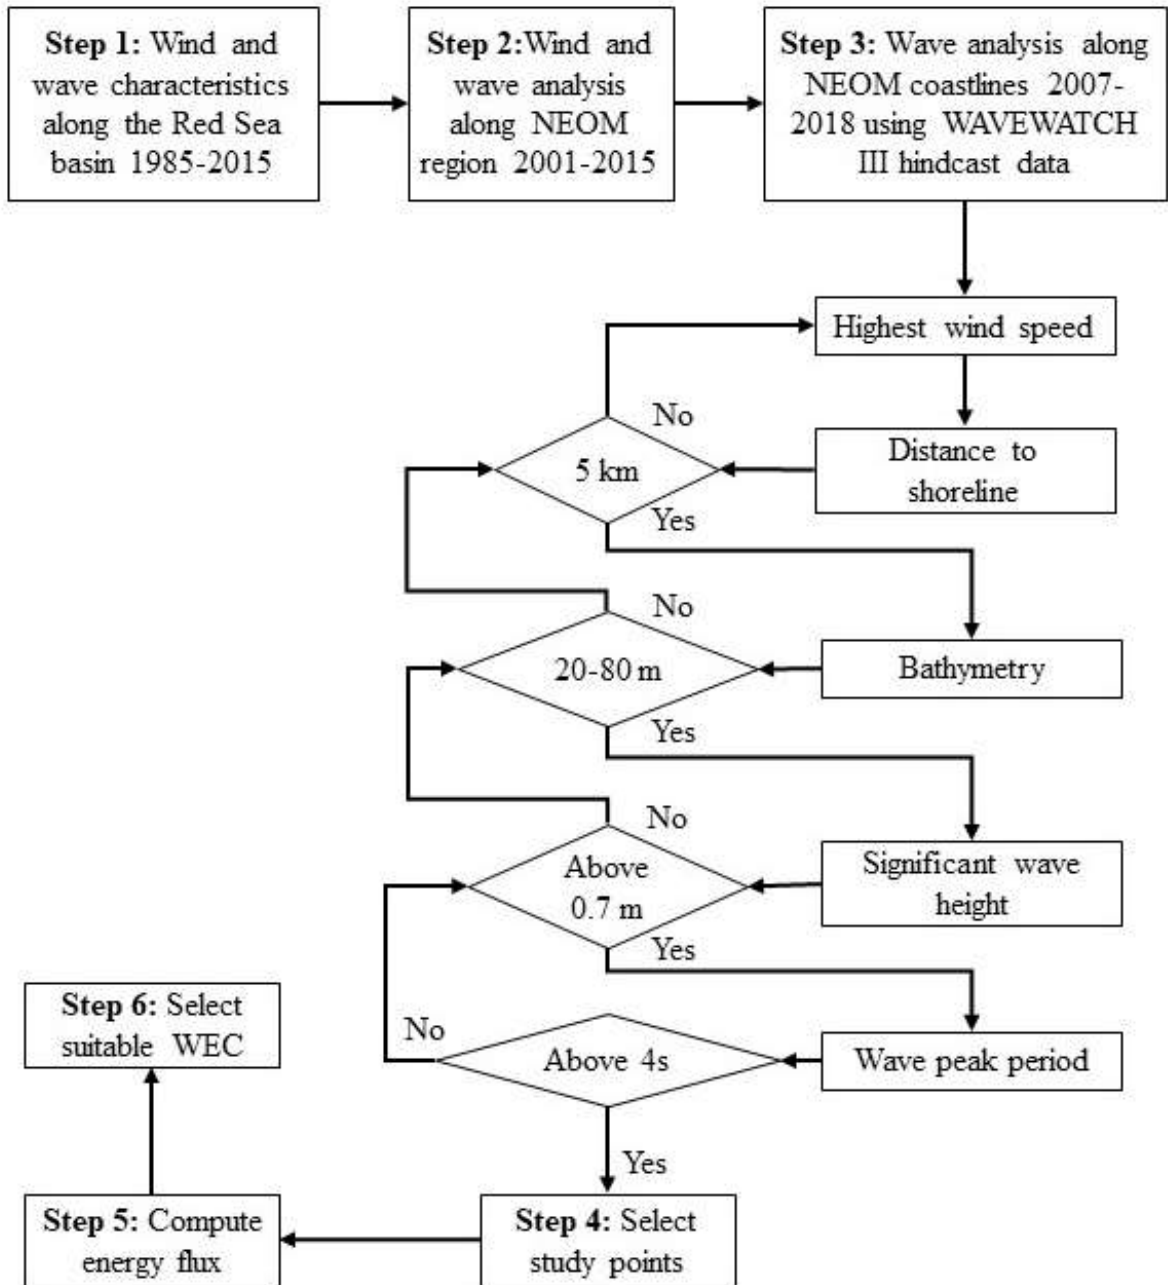 Step 1: Wind and
wave characteristics
along the Red Sea
basin 1985-2015
Step 2:Wind and
wave analysis
along NEOM
region 2001-2015
Step 3: Wave analysis along
NEOM coastlines 2007-
2018 using WAVEWATCH
III hindcast data
Highest wind speed
No
5 km
Distance to
shoreline
Yes
No
20-80 m
Bathymetry
Yes
No
Above
0.7 m
Significant wave
height
Yes
Step 6: Select
suitable WEC
No
Above 4s
Wave peak period
Yes
Step 5: Compute
energy flux
Step 4: Select
study points